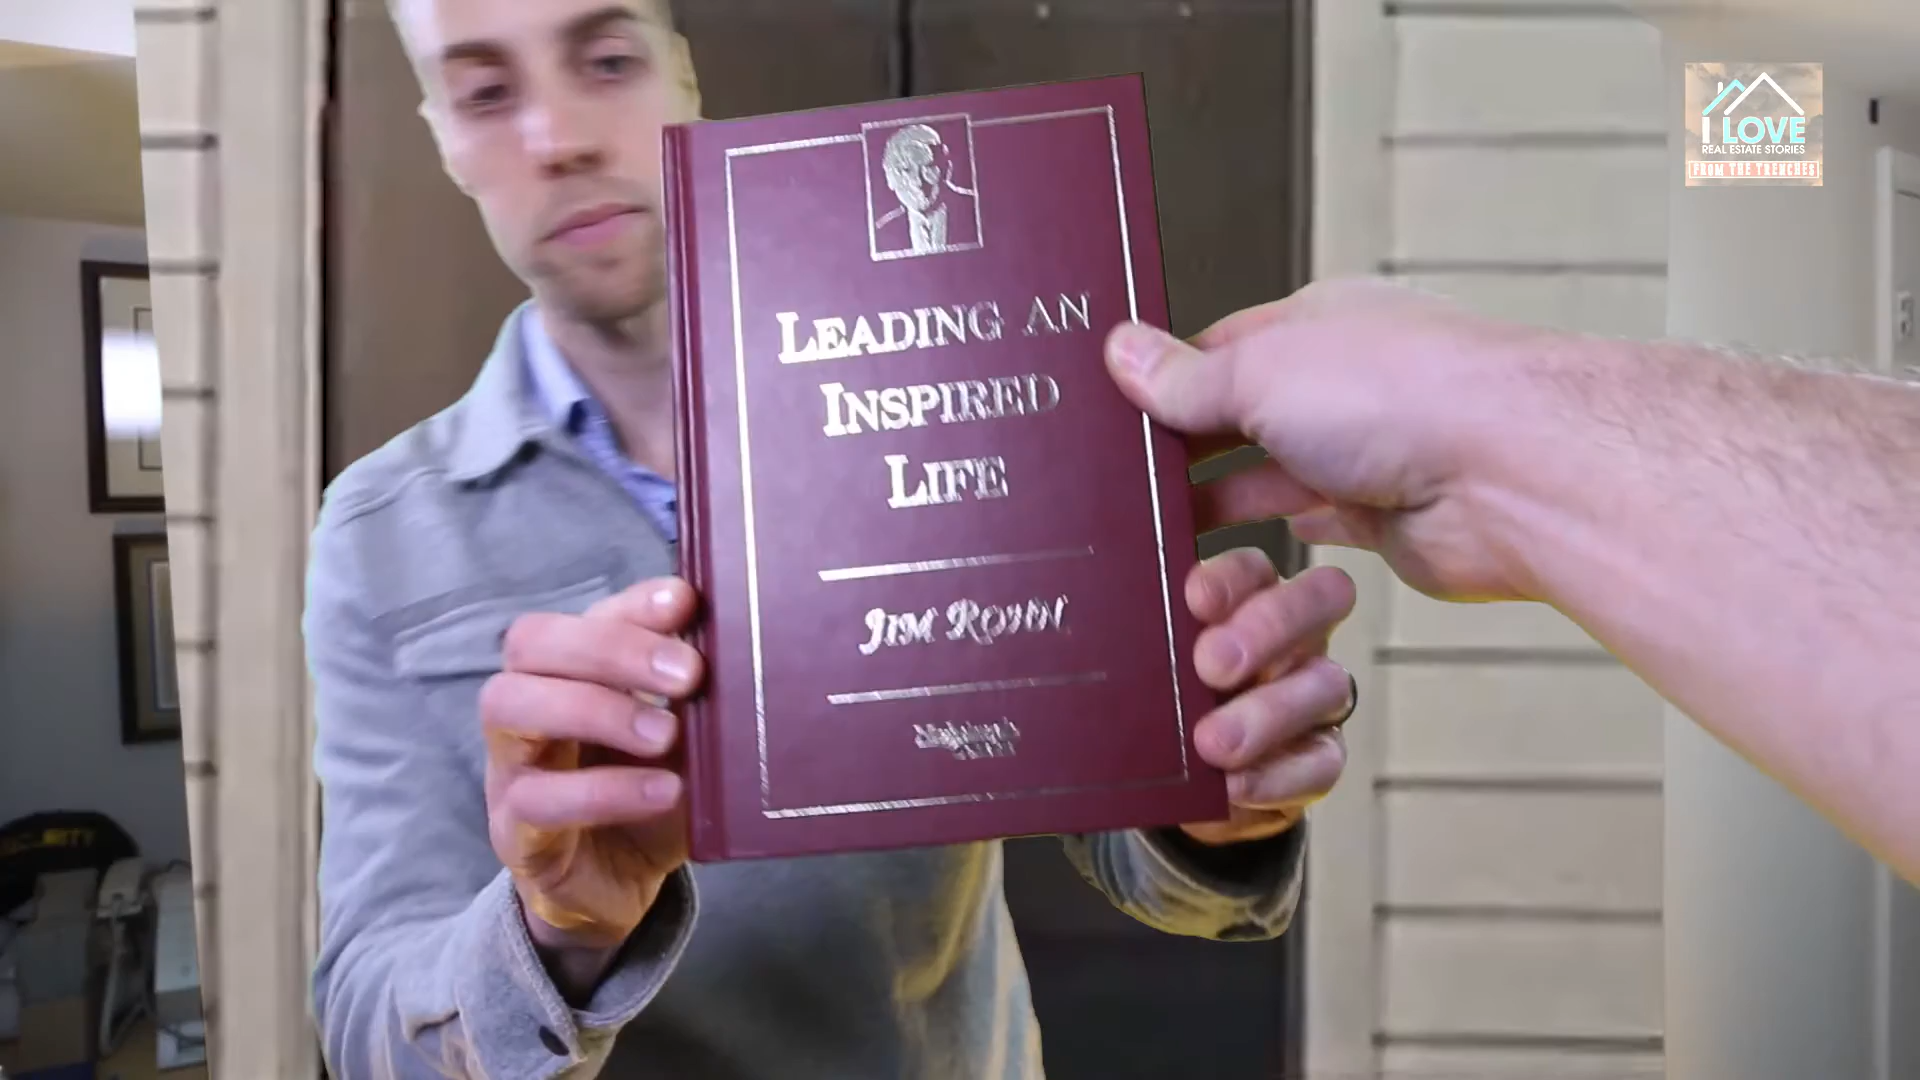 I LOVE
REAL ESTATE STORIES
FROM THE TRENCHES
LEADING AN
INSPIRED
LIFE
JIM ROHN